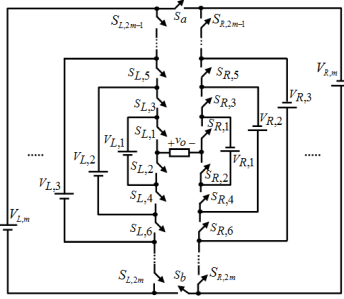 S_{L,2m-1} S_a S_{R,2m-1}
V_{R,m}
S_{L,5} S_{R,5}
V_{R,3}
S_{L,3} S_{R,3}
V_{R,2}
V_{L,1} S_{L,1} S_{R,1}
+ v_o -
V_{L,2} S_{L,2} V_{R,1}
S_{R,2}
V_{L,3} S_{L,4} S_{R,4}
V_{L,m} S_{L,6} S_{R,6}
S_{L,2m} S_b S_{R,2m}